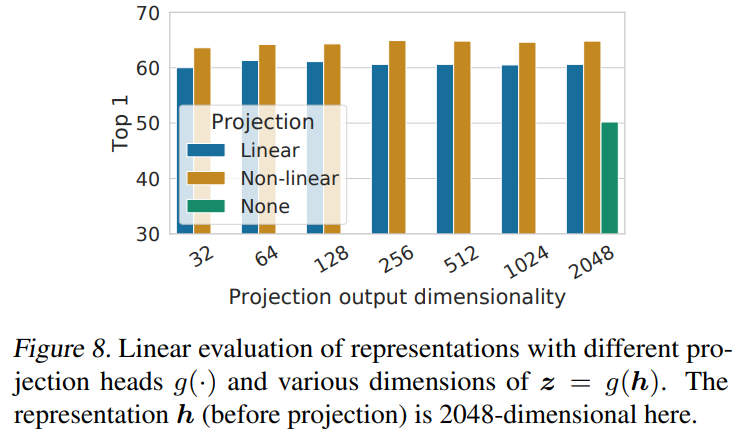 70
60
50
40
30
Top 1
Projection
Linear
Non-linear
None
32 64 128 256 512 1024 2048
Projection output dimensionality
Figure 8. Linear evaluation of representations with different pro-
jection heads g(·) and various dimensions of z = g(h). The
representation h (before projection) is 2048-dimensional here.